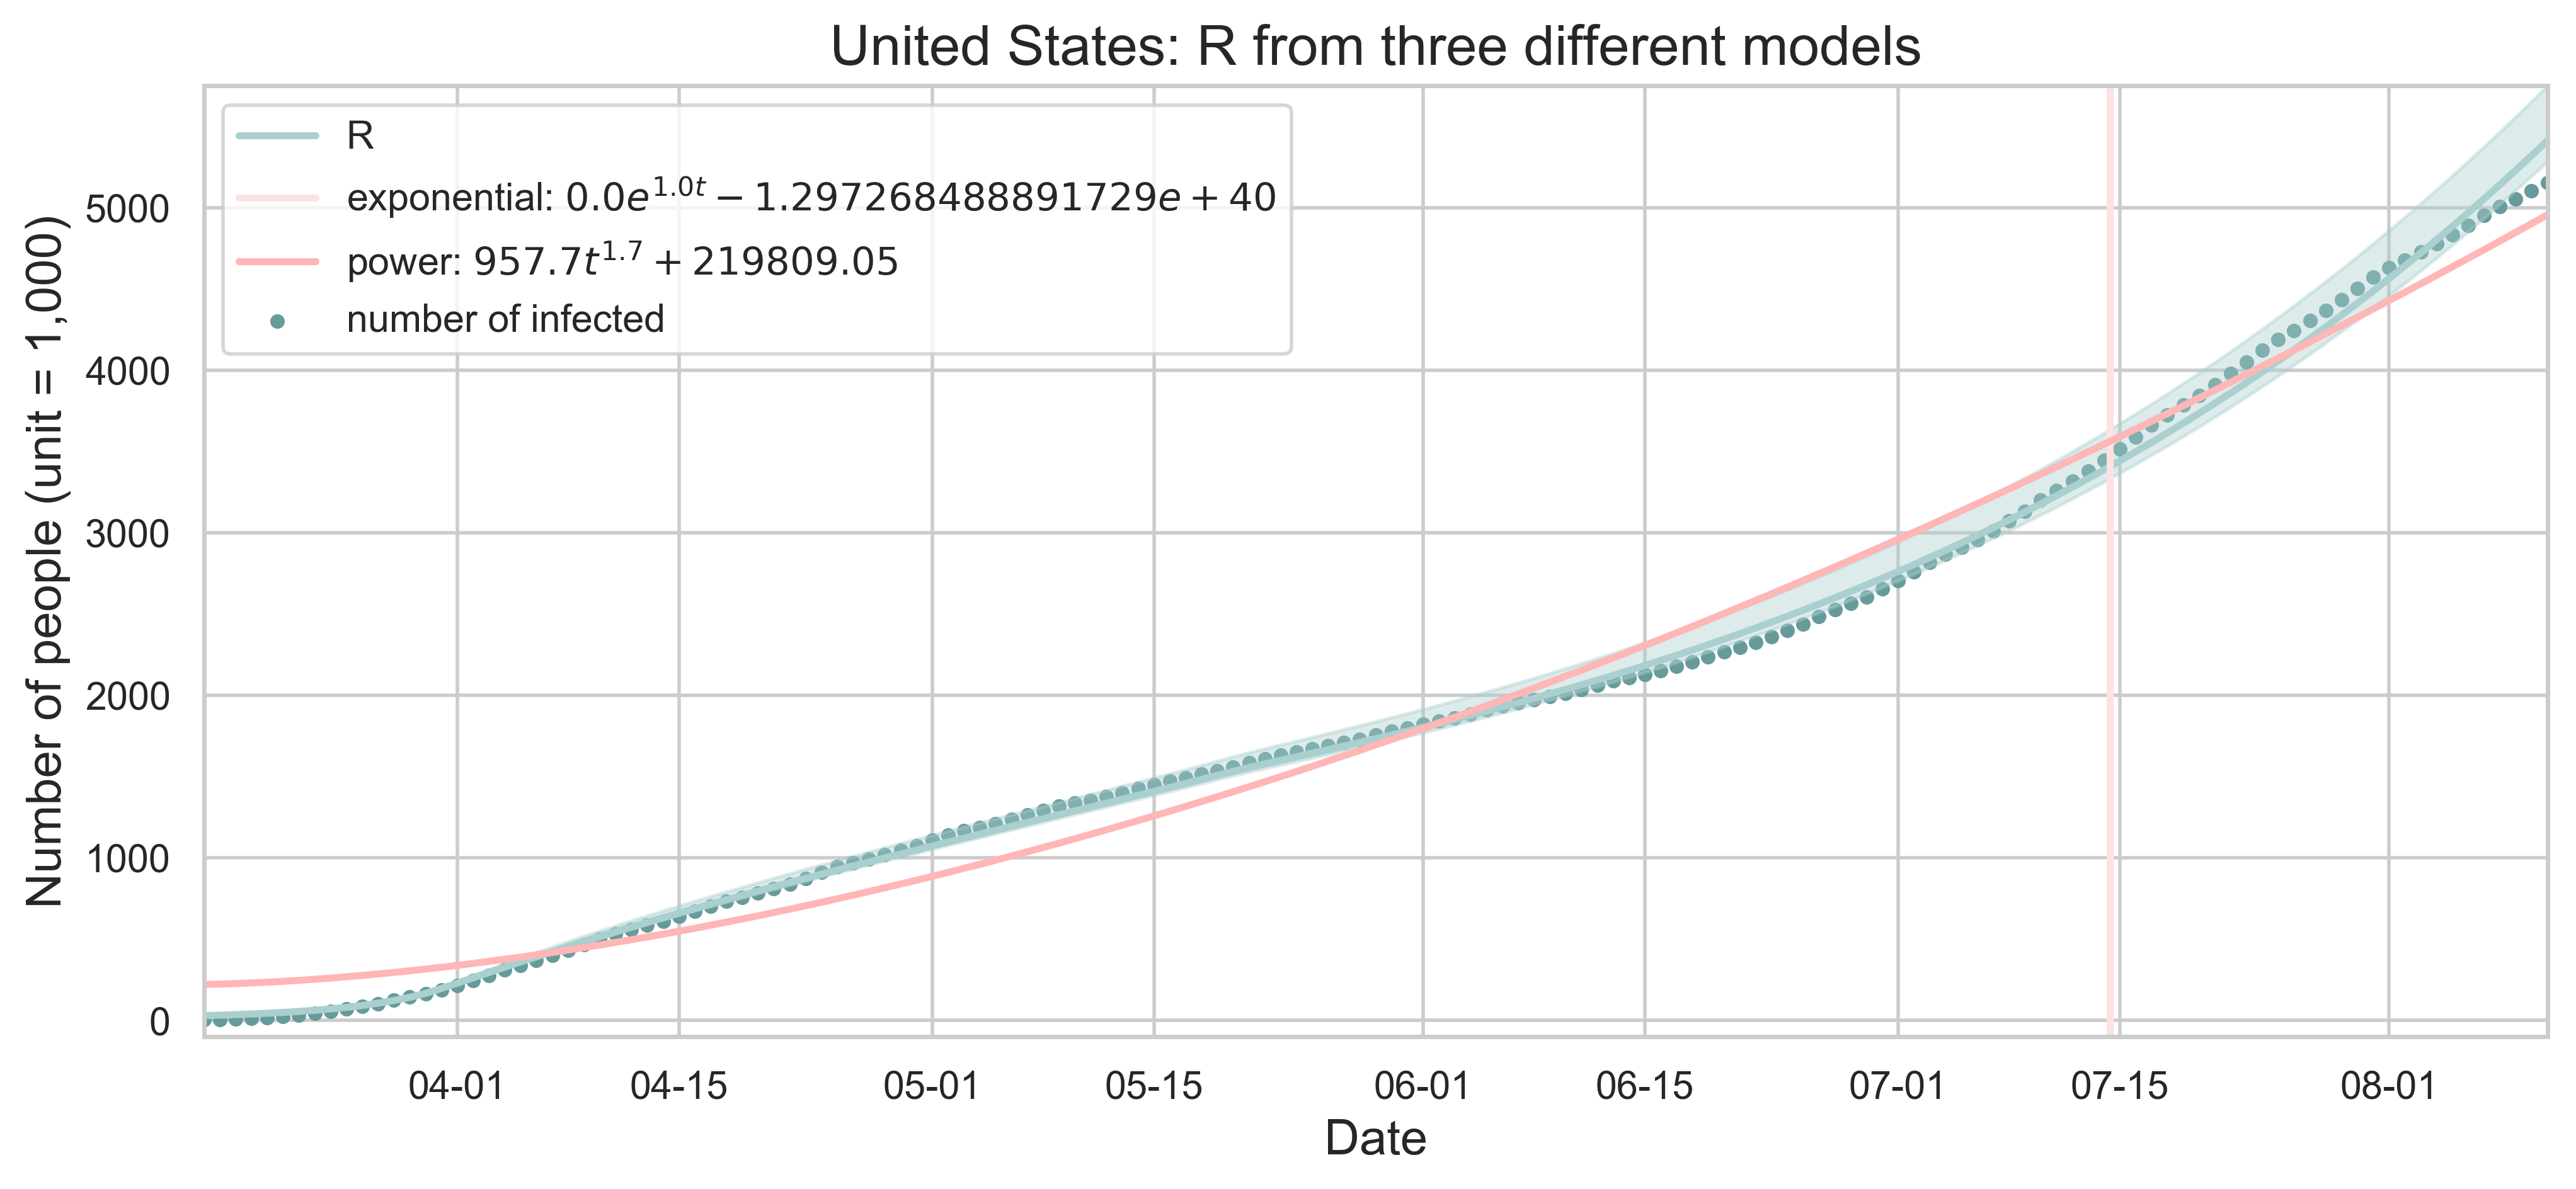 United States: R from three different models
R
exponential: 0.0e^{1.0t} − 1.2972684888917​29e + 40
power: 957.7t^{1.7} + 219809.05
number of infected
Number of people (unit = 1,000)
5000
4000
3000
2000
1000
0
04-01 04-15 05-01 05-15 06-01 06-15 07-01 07-15 08-01
Date